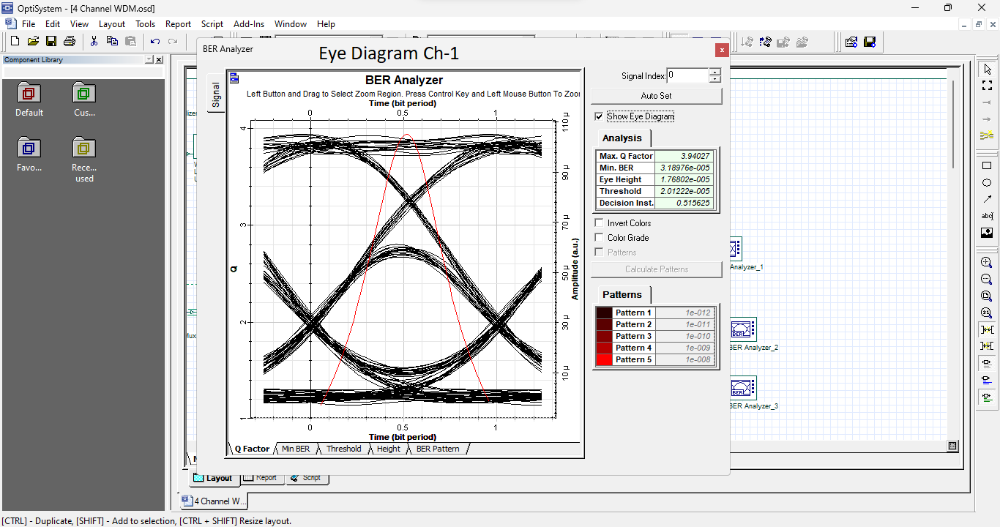 OptiSystem - [4 Channel WDM.osd]
File Edit View Layout Tools Report Script Add-Ins Window Help
Component Library
Default
Cus...
Favo...
Rece... used
BER Analyzer
Eye Diagram Ch-1
x
Signal
BER Analyzer
Left Button and Drag to Select Zoom Region. Press Control Key and Left Mouse Button To Zoo
Time (bit period)
0 0.5 1
4
3
2
1
Q
110 µ
90 µ
70 µ
50 µ
30 µ
10 µ
Amplitude (a.u.)
0 0.5 1
Time (bit period)
Q Factor Min BER Threshold Height BER Pattern
Signal Index: 0
Auto Set
Show Eye Diagram
Analysis
Max. Q Factor 3.94027
Min. BER 3.18976e-005
Eye Height 1.76802e-005
Threshold 2.01222e-005
Decision Inst. 0.515625
Invert Colors
Color Grade
Patterns
Calculate Patterns
Patterns
Pattern 1 1e-012
Pattern 2 1e-011
Pattern 3 1e-010
Pattern 4 1e-009
Pattern 5 1e-008
Analyzer_1
BER
BER Analyzer_2
BER
BER Analyzer_3
abc
Layout Report Script
4 Channel W...
[CTRL] - Duplicate, [SHIFT] - Add to selection, [CTRL + SHIFT] Resize layout.